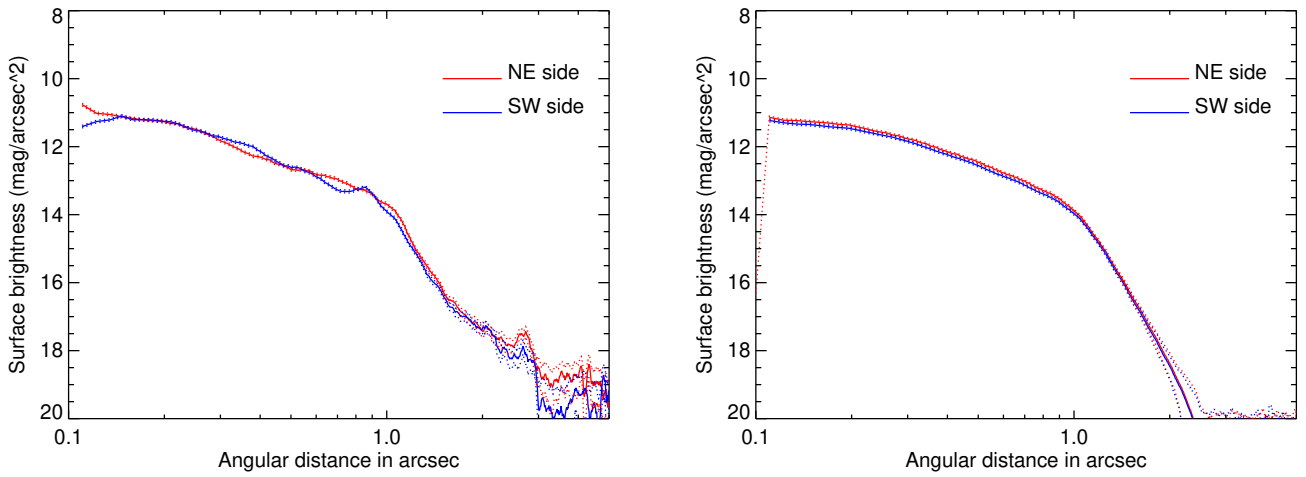 8
10
12
14
16
18
20
0.1
1.0
Angular distance in arcsec
Surface brightness (mag/arcsec^2)
NE side
SW side
8
10
12
14
16
18
20
0.1
1.0
Angular distance in arcsec
Surface brightness (mag/arcsec^2)
NE side
SW side